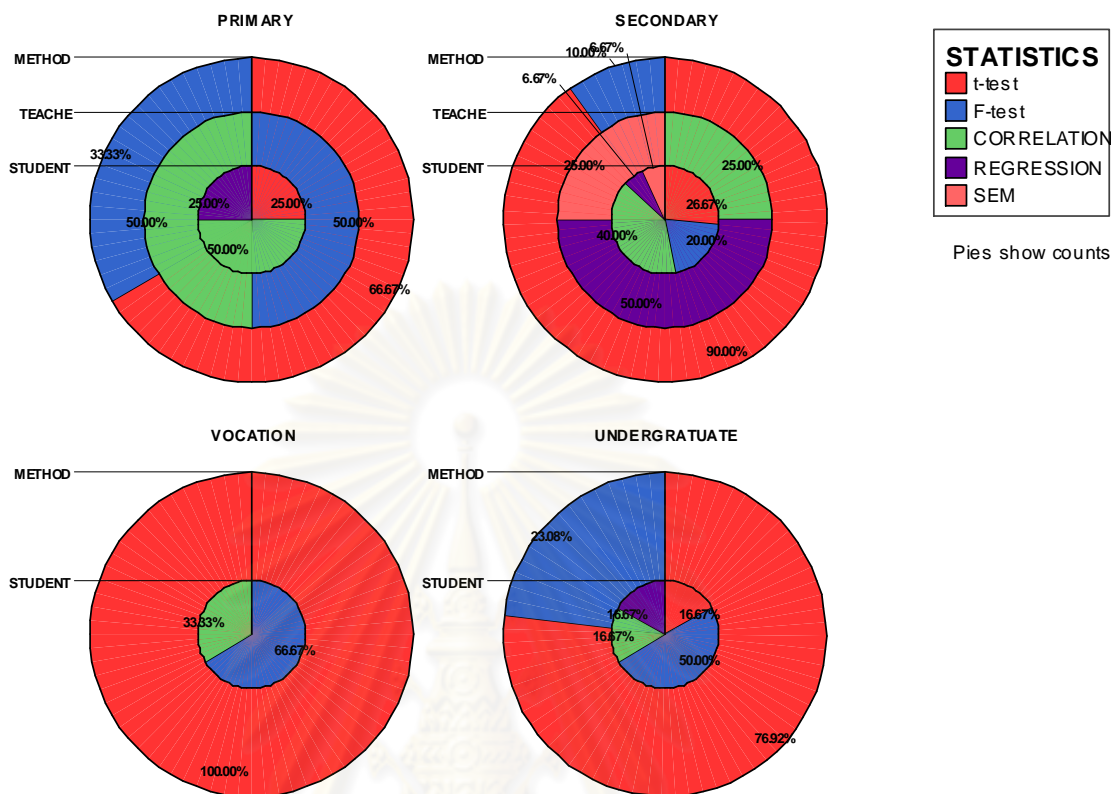 PRIMARY
METHOD
TEACHE
STUDENT
33.33%
50.00%
25.00%
25.00%
50.00%
50.00%
66.67%
SECONDARY
METHOD
TEACHE
STUDENT
6.67%
10.00%
6.67%
25.00%
25.00%
26.67%
40.00%
20.00%
50.00%
90.00%
STATISTICS
t-test
F-test
CORRELATION
REGRESSION
SEM
Pies show counts
VOCATION
METHOD
STUDENT
33.33%
66.67%
100.00%
UNDERGRATUATE
METHOD
STUDENT
23.08%
16.67%
16.67%
16.67%
50.00%
76.92%